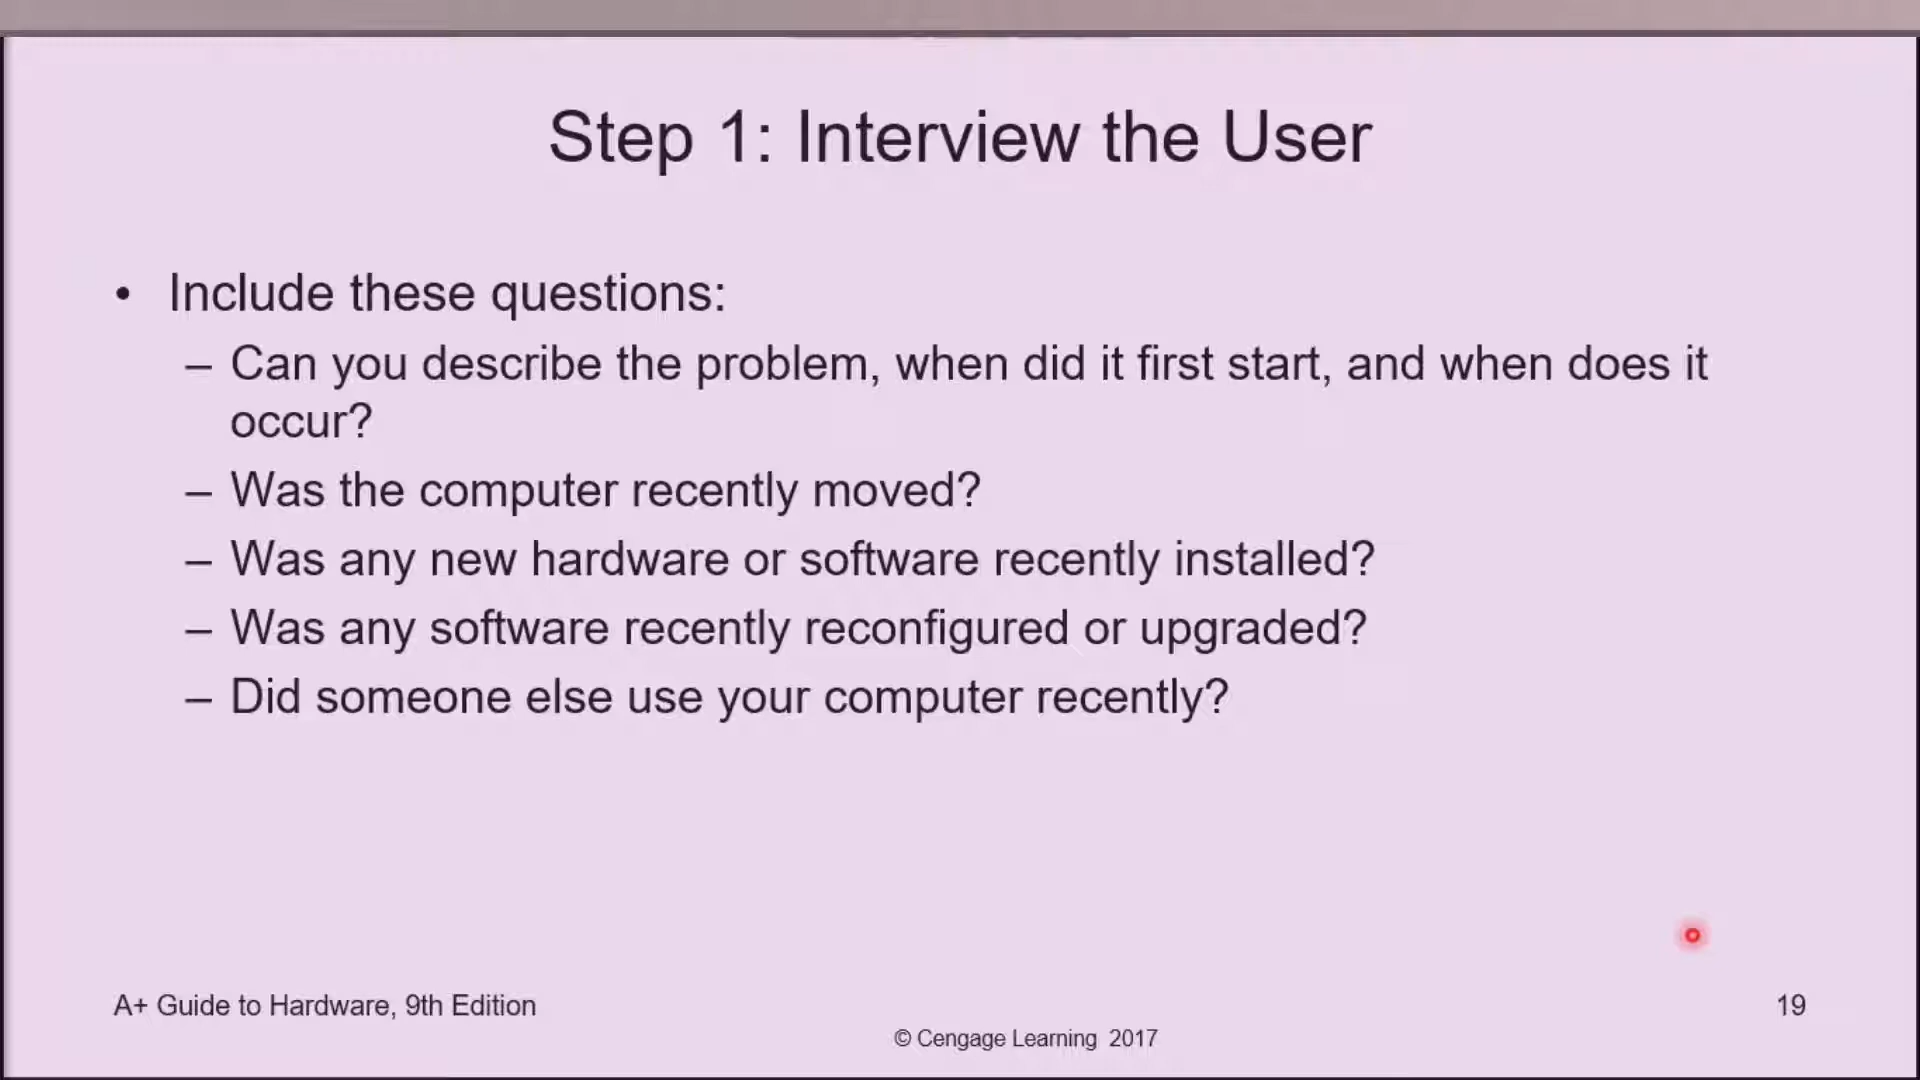 Step 1: Interview the User
• Include these questions:
– Can you describe the problem, when did it first start, and when does it
occur?
– Was the computer recently moved?
– Was any new hardware or software recently installed?
– Was any software recently reconfigured or upgraded?
– Did someone else use your computer recently?
A+ Guide to Hardware, 9th Edition
19
© Cengage Learning 2017